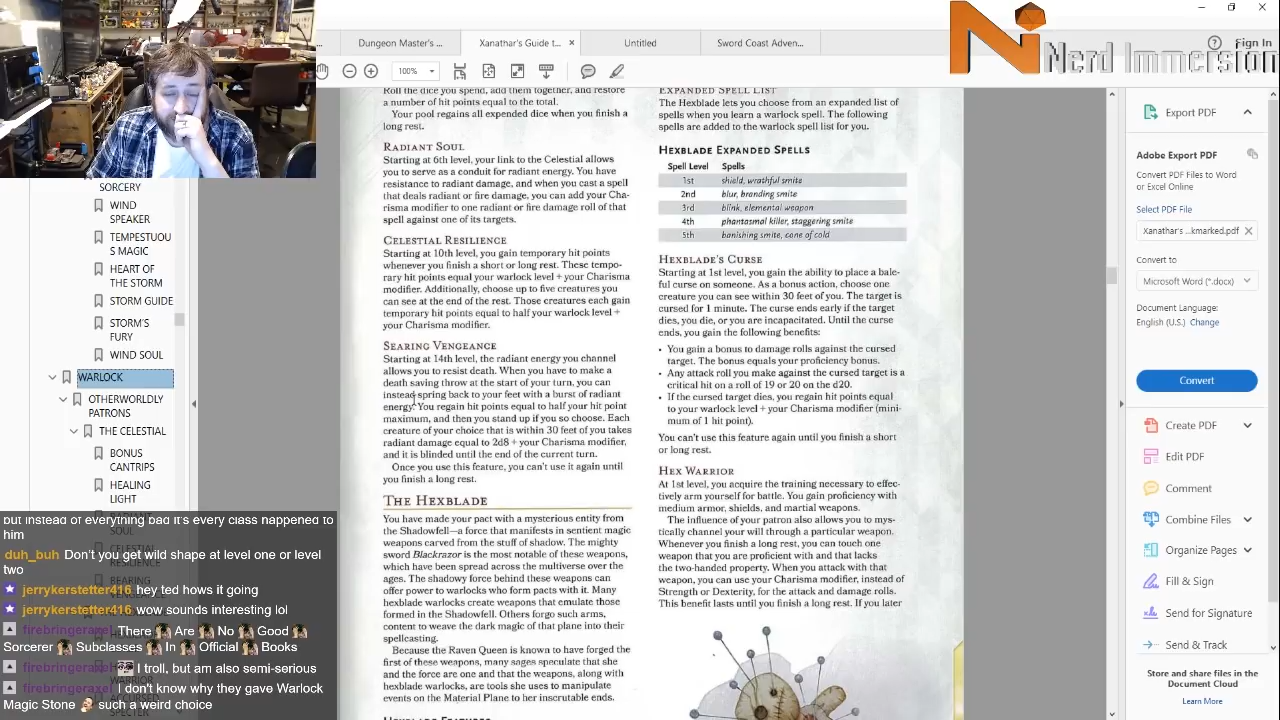 Dungeon Master's ...
Xanathar's Guide t...
Untitled
Sword Coast Adven...
Nerd Immersion
Sign In
100%
SORCERY
WIND
SPEAKER
TEMPESTUOU
S MAGIC
HEART OF
THE STORM
STORM GUIDE
STORM'S
FURY
WIND SOUL
WARLOCK
OTHERWORLDLY
PATRONS
THE CELESTIAL
BONUS
CANTRIPS
HEALING
LIGHT
but instead of everything bad it's every class happened to
him
duh_buh Don't you get wild shape at level one or level
two
jerrykerstetter416 hey ted hows it going
jerrykerstetter416 wow sounds interesting lol
firebringeraxel There Are No Good
Sorcerer Subclasses In Official Books
firebringeraxel I troll, but am also semi-serious
firebringeraxel I don't know why they gave Warlock
Magic Stone such a weird choice
Roll the dice you spend, add them together, and restore
a number of hit points equal to the total.
Your pool regains all expended dice when you finish a
long rest.
RADIANT SOUL
Starting at 6th level, your link to the Celestial allows
you to serve as a conduit for radiant energy. You have
resistance to radiant damage, and when you cast a spell
that deals radiant or fire damage, you can add your Cha-
risma modifier to one radiant or fire damage roll of that
spell against one of its targets.
CELESTIAL RESILIENCE
Starting at 10th level, you gain temporary hit points
whenever you finish a short or long rest. These tempo-
rary hit points equal your warlock level + your Charisma
modifier. Additionally, choose up to five creatures you
can see at the end of the rest. Those creatures each gain
temporary hit points equal to half your warlock level +
your Charisma modifier.
SEARING VENGEANCE
Starting at 14th level, the radiant energy you channel
allows you to resist death. When you have to make a
death saving throw at the start of your turn, you can
instead spring back to your feet with a burst of radiant
energy. You regain hit points equal to half your hit point
maximum, and then you stand up if you so choose. Each
creature of your choice that is within 30 feet of you takes
radiant damage equal to 2d8 + your Charisma modifier,
and it is blinded until the end of the current turn.
Once you use this feature, you can't use it again until
you finish a long rest.
THE HEXBLADE
You have made your pact with a mysterious entity from
the Shadowfell—a force that manifests in sentient magic
weapons carved from the stuff of shadow. The mighty
sword Blackrazor is the most notable of these weapons,
which have been spread across the multiverse over the
ages. The shadowy force behind these weapons can
offer power to warlocks who form pacts with it. Many
hexblade warlocks create weapons that emulate those
formed in the Shadowfell. Others forgo such arms,
content to weave the dark magic of that plane into their
spellcasting.
Because the Raven Queen is known to have forged the
first of these weapons, many sages speculate that she
and the force are one and that the weapons, along with
hexblade warlocks, are tools she uses to manipulate
events on the Material Plane to her inscrutable ends.
HEXBLADE FEATURES
EXPANDED SPELL LIST
The Hexblade lets you choose from an expanded list of
spells when you learn a warlock spell. The following
spells are added to the warlock spell list for you.
HEXBLADE EXPANDED SPELLS
Spell Level Spells
1st shield, wrathful smite
2nd blur, branding smite
3rd blink, elemental weapon
4th phantasmal killer, staggering smite
5th banishing smite, cone of cold
HEXBLADE'S CURSE
Starting at 1st level, you gain the ability to place a bale-
ful curse on someone. As a bonus action, choose one
creature you can see within 30 feet of you. The target is
cursed for 1 minute. The curse ends early if the target
dies, you die, or you are incapacitated. Until the curse
ends, you gain the following benefits:
• You gain a bonus to damage rolls against the cursed
target. The bonus equals your proficiency bonus.
• Any attack roll you make against the cursed target is a
critical hit on a roll of 19 or 20 on the d20.
• If the cursed target dies, you regain hit points equal
to your warlock level + your Charisma modifier (mini-
mum of 1 hit point).
You can't use this feature again until you finish a short
or long rest.
HEX WARRIOR
At 1st level, you acquire the training necessary to effec-
tively arm yourself for battle. You gain proficiency with
medium armor, shields, and martial weapons.
The influence of your patron also allows you to mys-
tically channel your will through a particular weapon.
Whenever you finish a long rest, you can touch one
weapon that you are proficient with and that lacks
the two-handed property. When you attack with that
weapon, you can use your Charisma modifier, instead of
Strength or Dexterity, for the attack and damage rolls.
This benefit lasts until you finish a long rest. If you later
Export PDF
Adobe Export PDF
Convert PDF Files to Word
or Excel Online
Select PDF File
Xanathar's ...kmarked.pdf
Convert to
Microsoft Word (*.docx)
Document Language:
English (U.S.) Change
Convert
Create PDF
Edit PDF
Comment
Combine Files
Organize Pages
Fill & Sign
Send for Signature
Send & Track
Store and share files in the
Document Cloud
Learn More